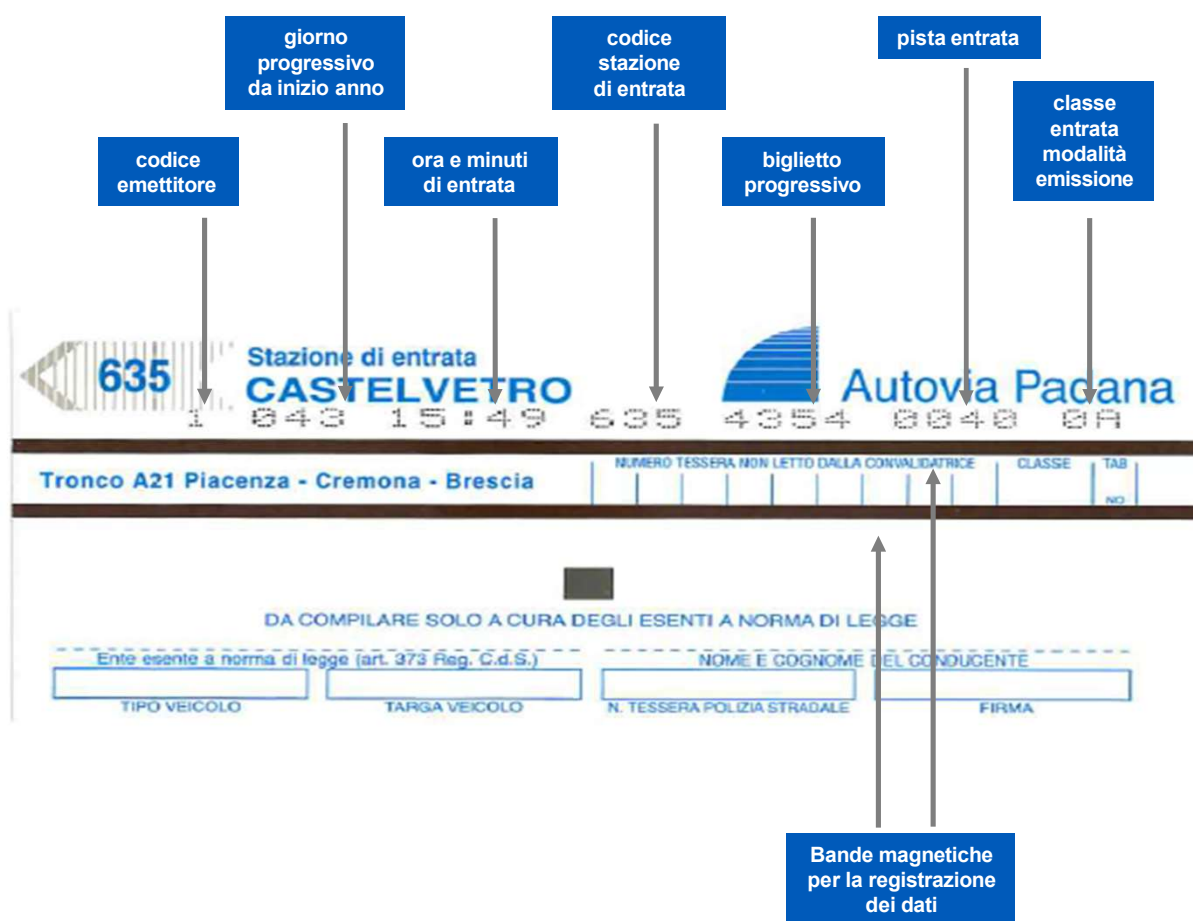 giorno
progressivo
da inizio anno
codice
stazione
di entrata
pista entrata
classe
entrata
modalità
emissione
codice
emettitore
ora e minuti
di entrata
biglietto
progressivo
635
Stazione di entrata
CASTELVETRO
Autovia Padana
1 043 15:49 635 4354 0040 0A
Tronco A21 Piacenza - Cremona - Brescia
NUMERO TESSERA NON LETTO DALLA CONVALIDATRICE
CLASSE
TAB
NO
DA COMPILARE SOLO A CURA DEGLI ESENTI A NORMA DI LEGGE
Ente esente a norma di legge (art. 373 Reg. C.d.S.)
NOME E COGNOME DEL CONDUCENTE
TIPO VEICOLO
TARGA VEICOLO
N. TESSERA POLIZIA STRADALE
FIRMA
Bande magnetiche
per la registrazione
dei dati